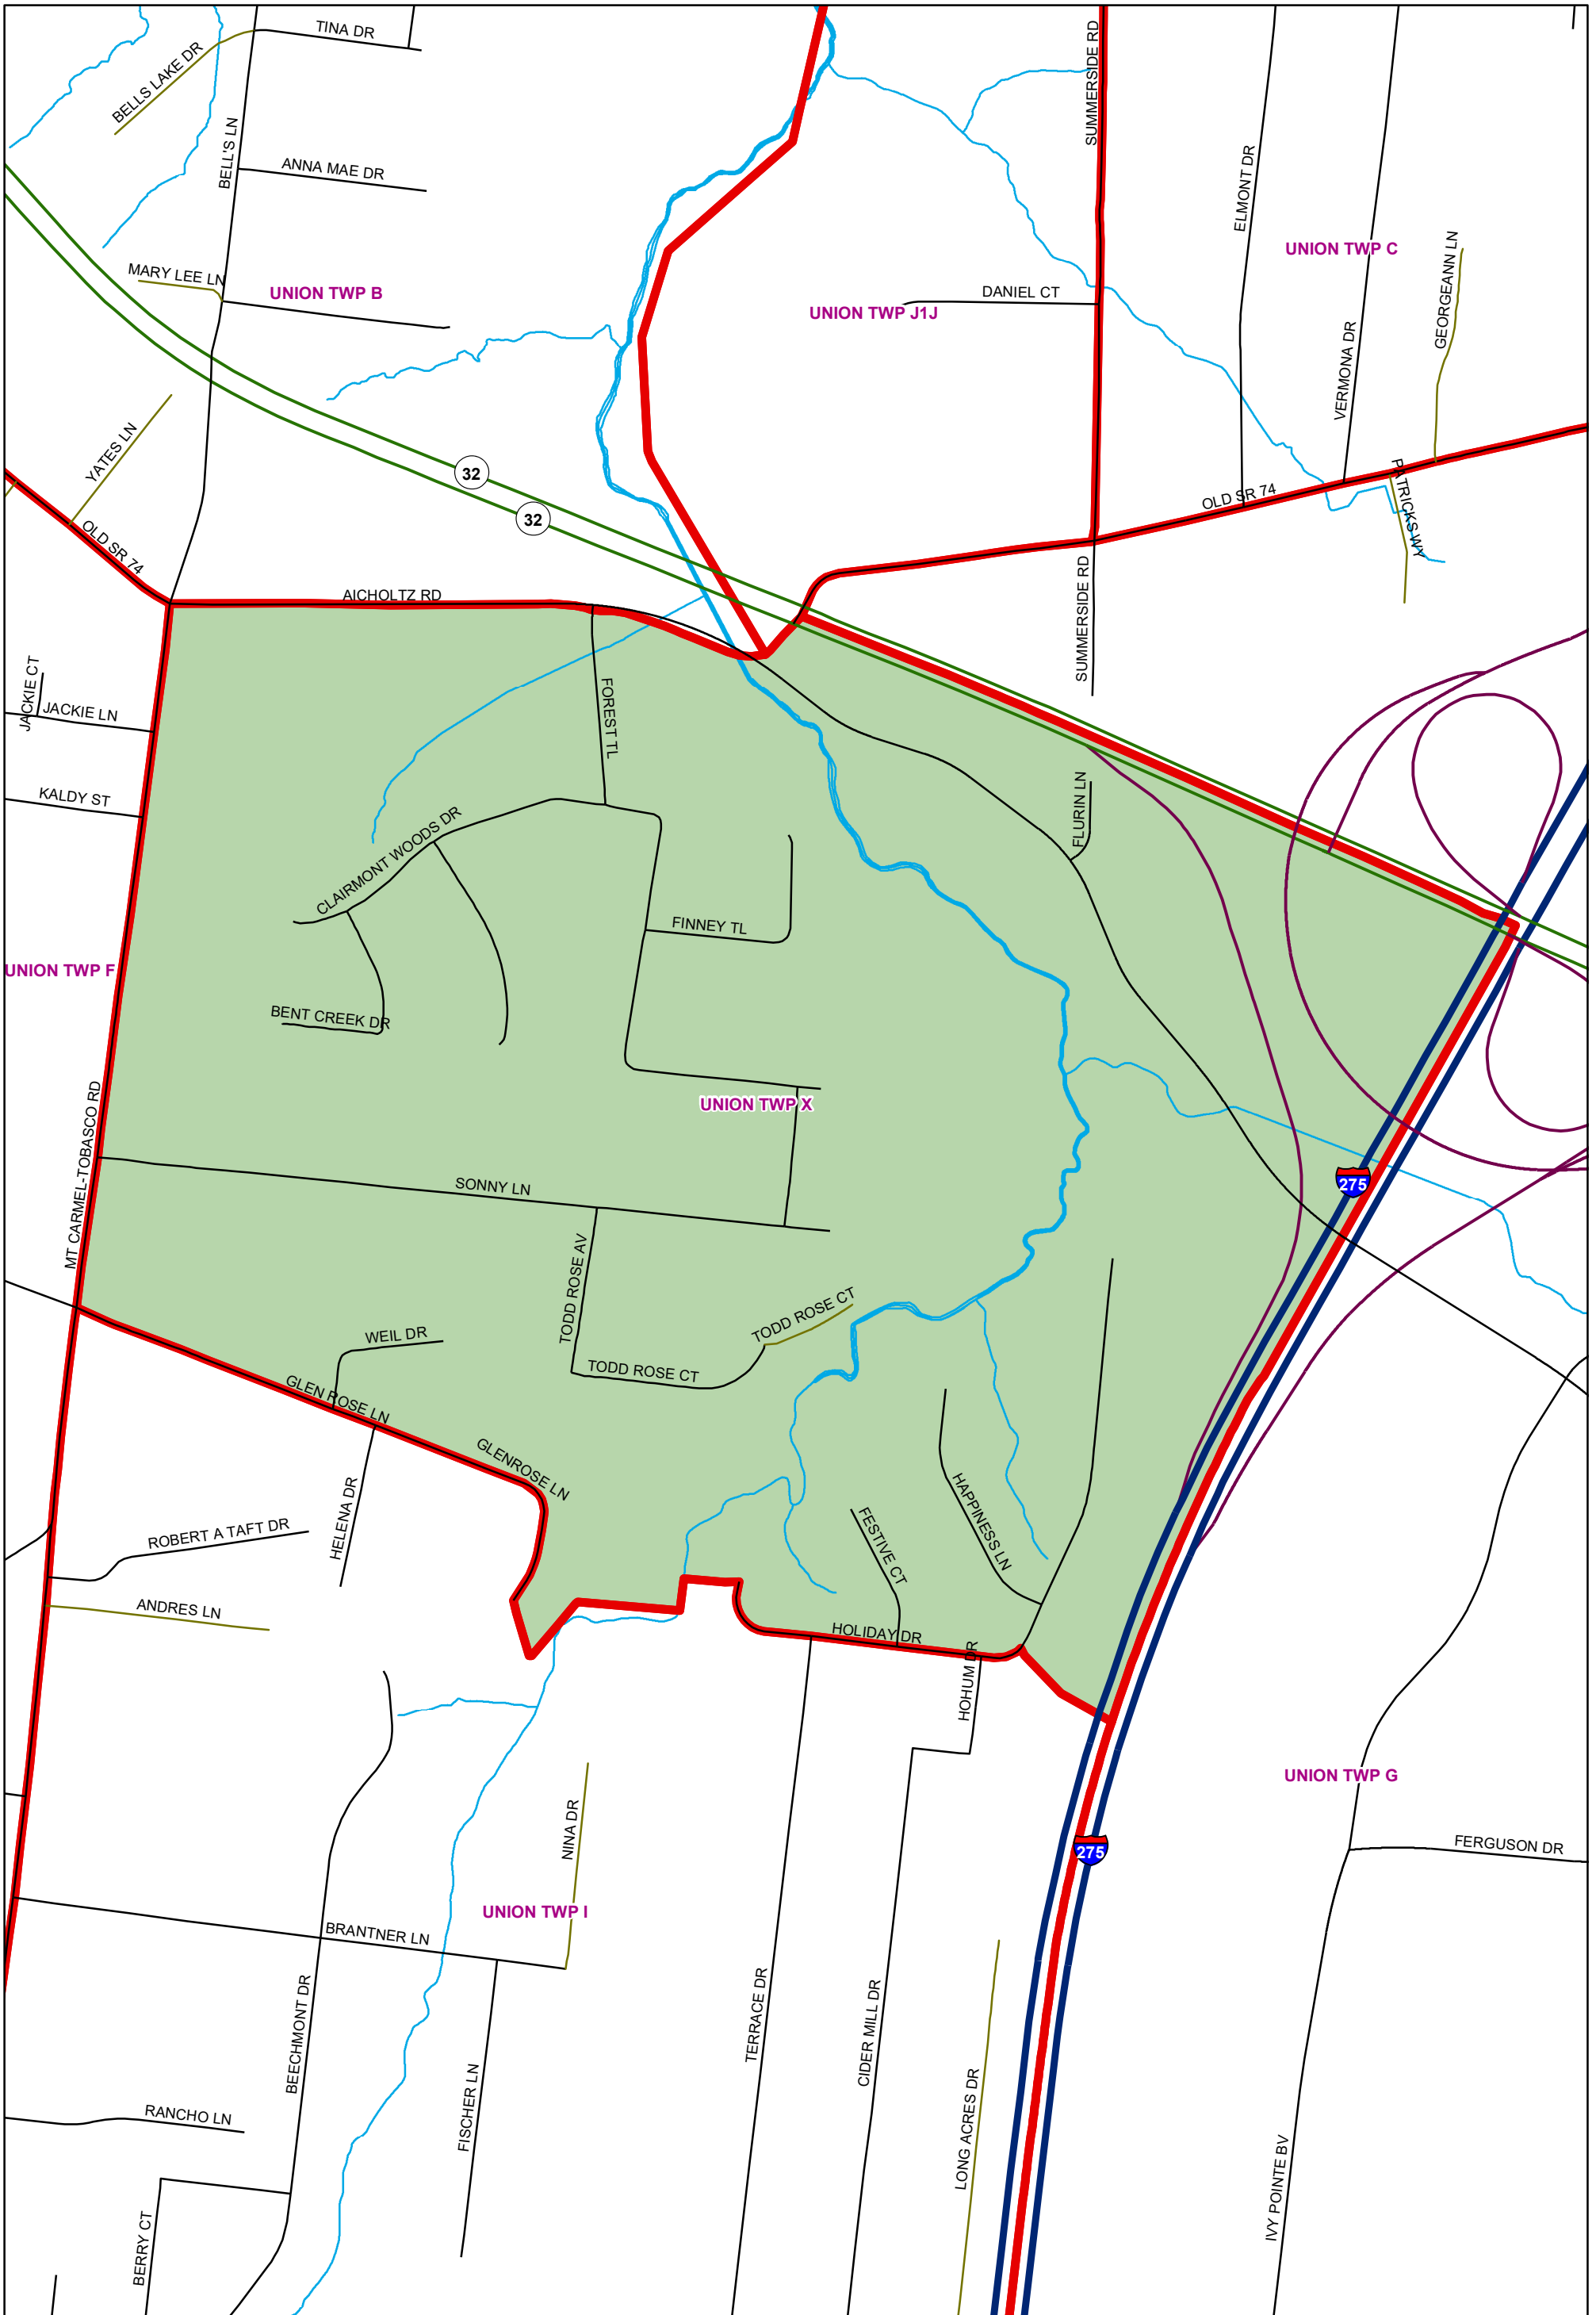 TINA DR
BELLS LAKE DR
BELL'S LN
SUMMERSIDE RD
ANNA MAE DR
ELMONT DR
UNION TWP C
GEORGEANN LN
MARY LEE LN
UNION TWP B
DANIEL CT
UNION TWP J1J
VERMONA DR
YATES LN
32
32
OLD SR 74
PATRICKS WY
OLD SR 74
AICHOLTZ RD
SUMMERSIDE RD
JACKIE CT
JACKIE LN
FOREST TL
KALDY ST
FLURIN LN
CLAIRMONT WOODS DR
FINNEY TL
UNION TWP F
BENT CREEK DR
UNION TWP X
MT CARMEL-TOBASCO RD
SONNY LN
275
TODD ROSE AV
TODD ROSE CT
WEIL DR
TODD ROSE CT
GLEN ROSE LN
GLENROSE LN
HELENA DR
HAPPINESS LN
FESTIVE CT
ROBERT A TAFT DR
ANDRES LN
HOLIDAY DR
HOHUM DR
UNION TWP G
NINA DR
275
FERGUSON DR
UNION TWP I
BRANTNER LN
BEECHMONT DR
TERRACE DR
CIDER MILL DR
FISCHER LN
LONG ACRES DR
RANCHO LN
IVY POINTE BV
BERRY CT